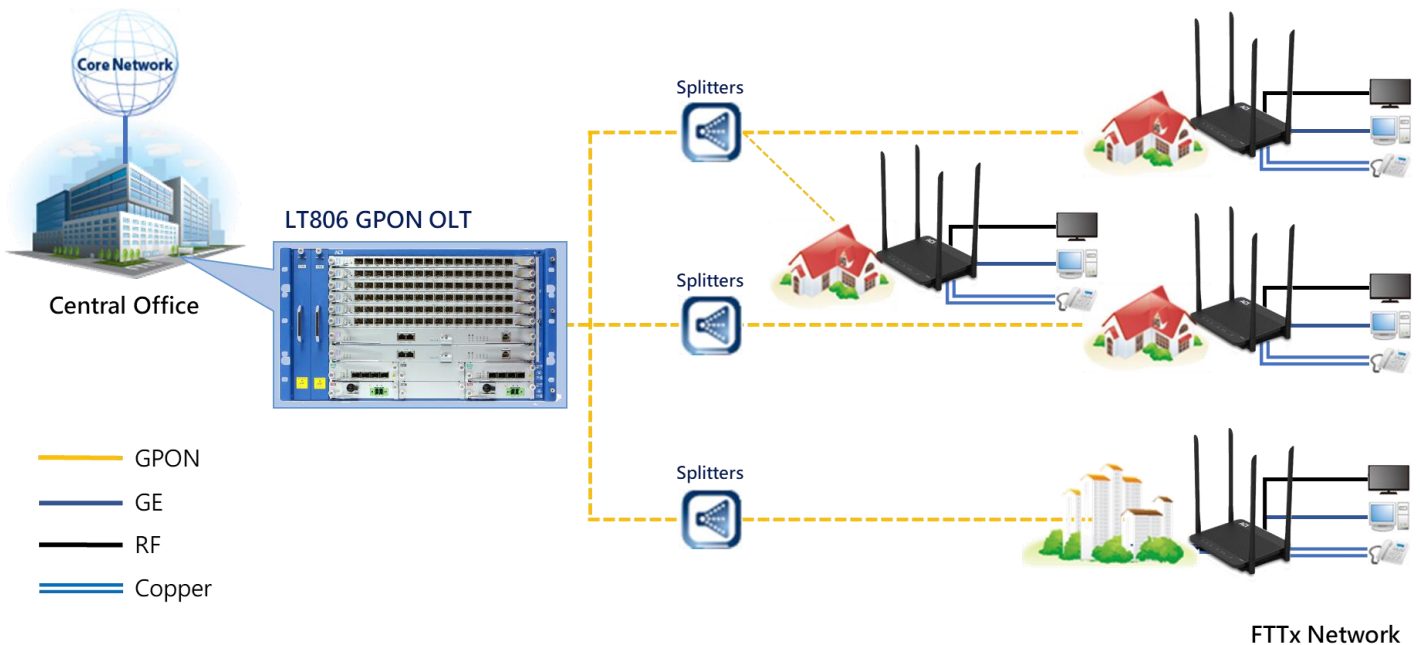 Core Network
Central Office
LT806 GPON OLT
Splitters
Splitters
Splitters
GPON
GE
RF
Copper
FTTx Network